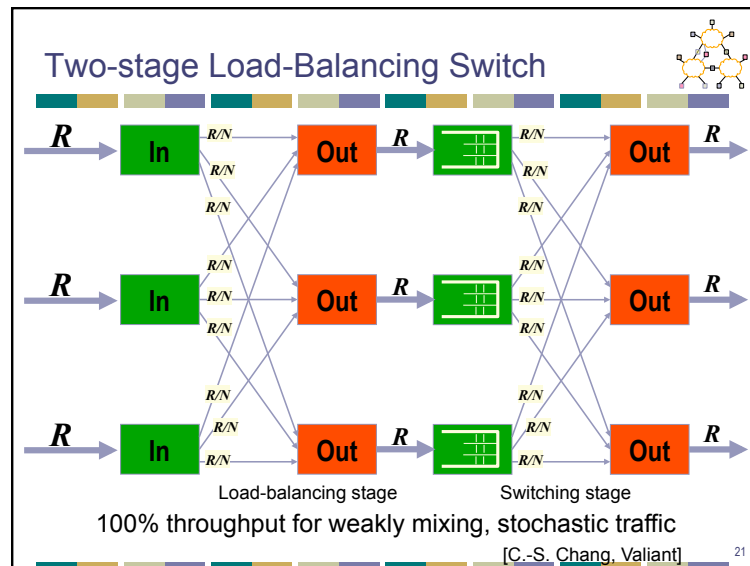 Two-stage Load-Balancing Switch
R
In
R/N
R/N
R/N
Out
R
R/N
R/N
R/N
Out
R
R
In
R/N
R/N
R/N
Out
R
R/N
R/N
R/N
Out
R
R
In
R/N
R/N
R/N
Out
R
R/N
R/N
R/N
Out
R
Load-balancing stage
Switching stage
100% throughput for weakly mixing, stochastic traffic
[C.-S. Chang, Valiant]
21